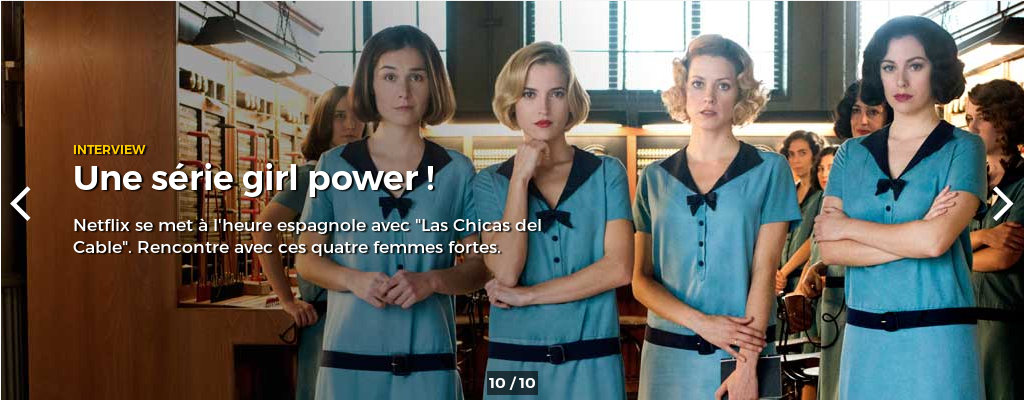 INTERVIEW
Une série girl power !
Netflix se met à l'heure espagnole avec "Las Chicas del
Cable". Rencontre avec ces quatre femmes fortes.
10 / 10